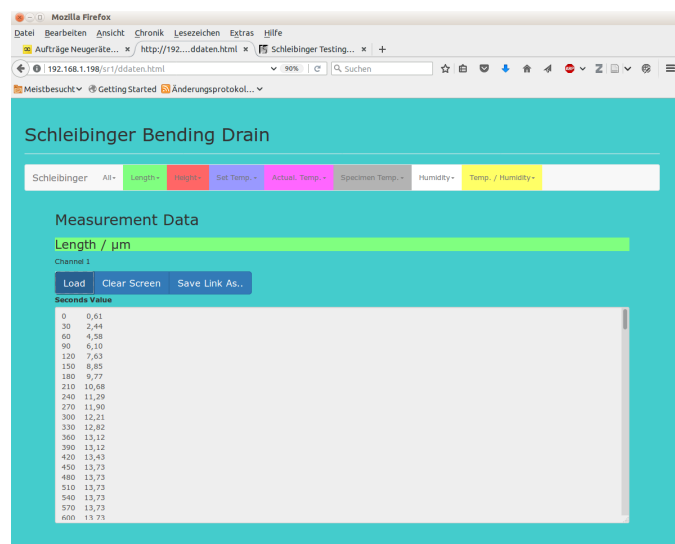 Mozilla Firefox
Datei Bearbeiten Ansicht Chronik Lesezeichen Extras Hilfe
Aufträge Neugeräte... × http://192....ddaten.html × Schleibinger Testing... × +
192.168.1.198/sr1/ddaten.html 90% Suchen
Meistbesucht Getting Started Änderungsprotokol...
Schleibinger Bending Drain
Schleibinger All Length Height Set Temp. Actuel. Temp. Specimen Temp. Humidity Temp. / Humidity
Measurement Data
Length / µm
Channel 1
Load Clear Screen Save Link As..
Seconds Value
0 0,61
30 2,44
60 4,58
90 6,10
120 7,63
150 8,85
180 9,77
210 10,68
240 11,29
270 11,90
300 12,21
330 12,82
360 13,12
390 13,12
420 13,43
450 13,73
480 13,73
510 13,73
540 13,73
570 13,73
600 13,73